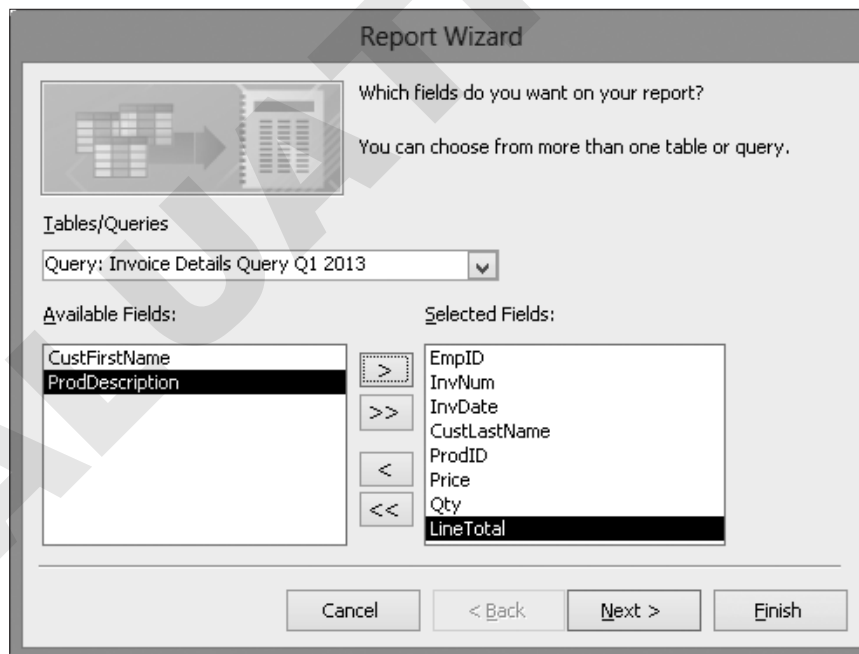 Report Wizard
Which fields do you want on your report?
You can choose from more than one table or query.
Tables/Queries
Query: Invoice Details Query Q1 2013
Available Fields:
Selected Fields:
CustFirstName
ProdDescription
>
>>
<
<<
EmpID
InvNum
InvDate
CustLastName
ProdID
Price
Qty
LineTotal
Cancel
< Back
Next >
Finish